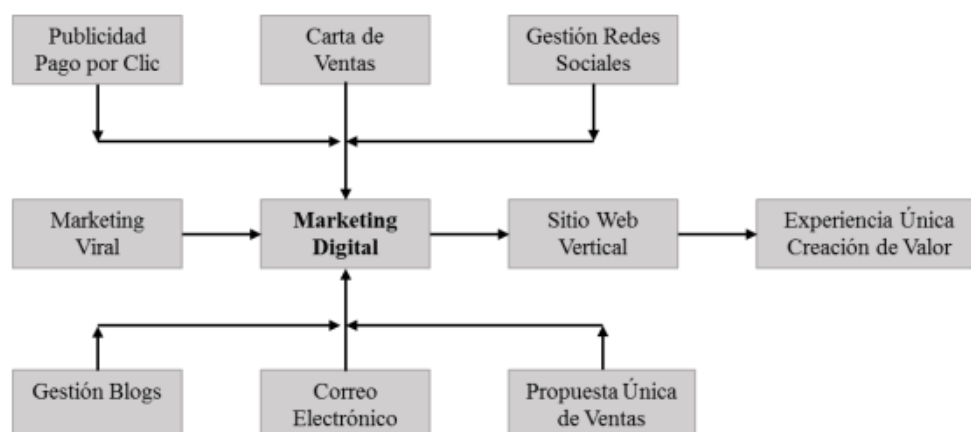 Publicidad
Pago por Clic
Carta de
Ventas
Gestión Redes
Sociales
Marketing
Viral
Marketing
Digital
Sitio Web
Vertical
Experiencia Única
Creación de Valor
Gestión Blogs
Correo
Electrónico
Propuesta Única
de Ventas